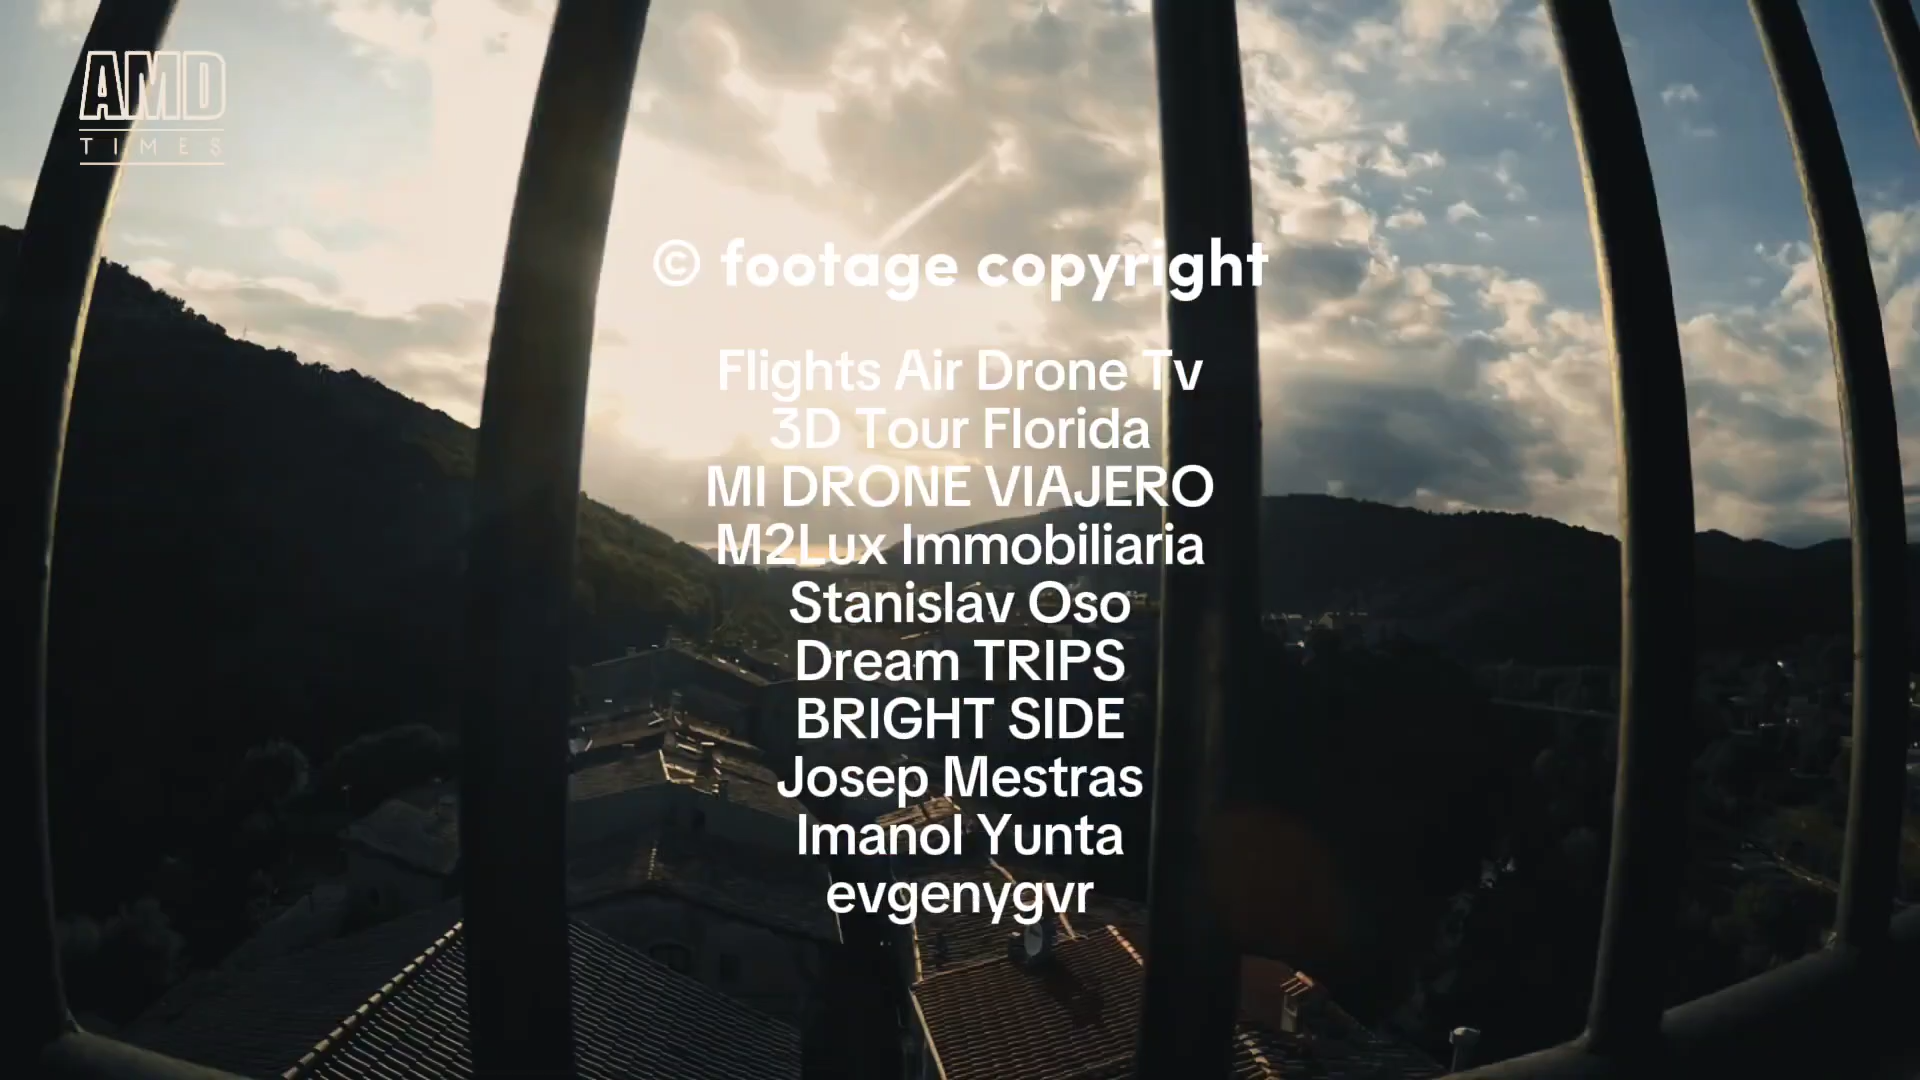 AMD
TIMES
© footage copyright
Flights Air Drone Tv
3D Tour Florida
MI DRONE VIAJERO
M2Lux Immobiliaria
Stanislav Oso
Dream TRIPS
BRIGHT SIDE
Josep Mestras
Imanol Yunta
evgenygvr